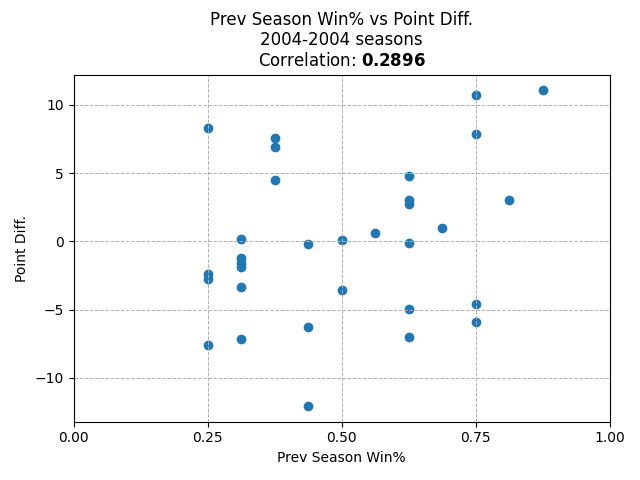 Prev Season Win% vs Point Diff.
2004-2004 seasons
Correlation: 0.2896
10
5
0
−5
−10
Point Diff.
0.00 0.25 0.50 0.75 1.00
Prev Season Win%